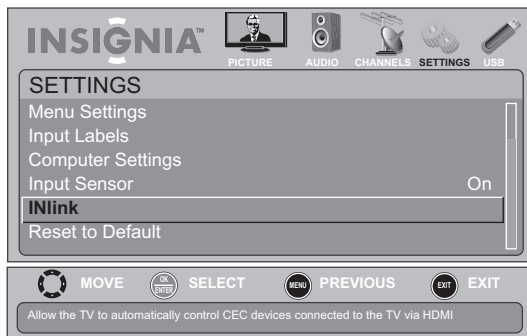 INSIGNIA™
PICTURE AUDIO CHANNELS SETTINGS USB
SETTINGS
Menu Settings
Input Labels
Computer Settings
Input Sensor On
INlink
Reset to Default
MOVE OK ENTER SELECT MENU PREVIOUS EXIT EXIT
Allow the TV to automatically control CEC devices connected to the TV via HDMI